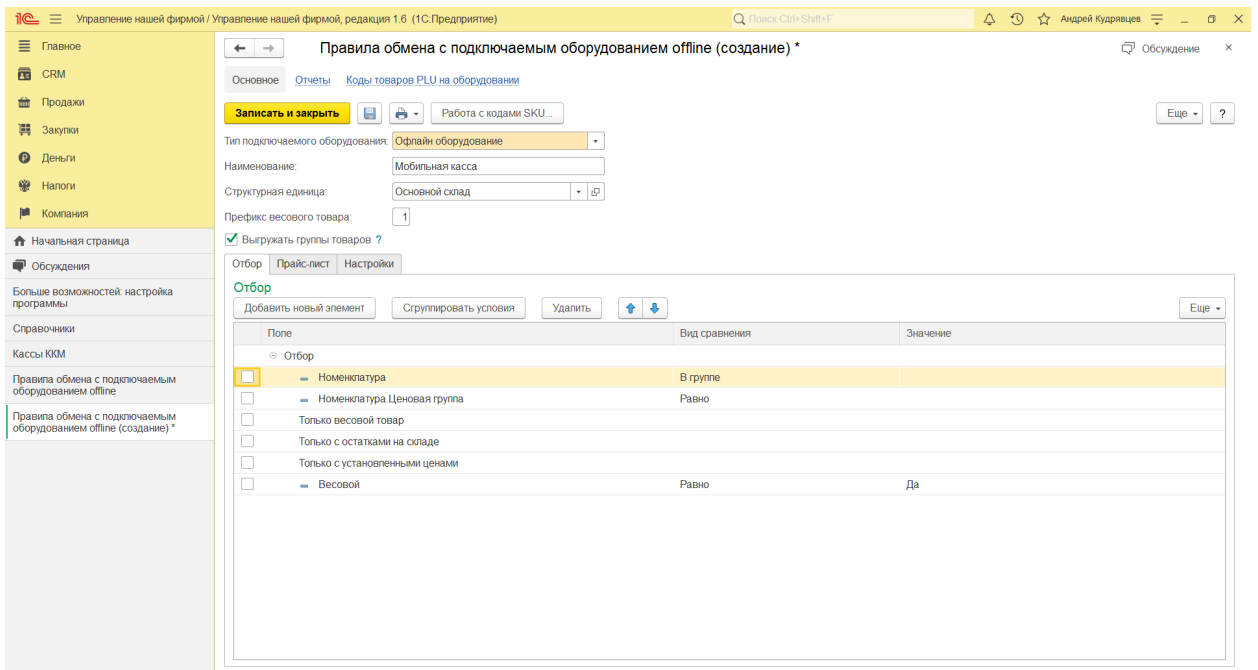 1С Управление нашей фирмой / Управление нашей фирмой, редакция 1.6 (1С:Предприятие) Поиск Ctrl+Shift+F Андрей Кудрявцев
Главное
CRM
Продажи
Закупки
Деньги
Налоги
Компания
Начальная страница
Обсуждения
Больше возможностей: настройка
программы
Справочники
Кассы ККМ
Правила обмена с подключаемым
оборудованием offline
Правила обмена с подключаемым
оборудованием offline (создание) *
Правила обмена с подключаемым оборудованием offline (создание) * Обсуждение
Основное Отчеты Коды товаров PLU на оборудовании
Записать и закрыть Работа с кодами SKU... Еще ?
Тип подключаемого оборудования: Офлайн оборудование
Наименование: Мобильная касса
Структурная единица: Основной склад
Префикс весового товара: 1
Выгружать группы товаров ?
Отбор Прайс-лист Настройки
Отбор
Добавить новый элемент Сгруппировать условия Удалить Еще
Поле Вид сравнения Значение
Отбор
Номенклатура В группе
Номенклатура.Ценовая группа Равно
Только весовой товар
Только с остатками на складе
Только с установленными ценами
Весовой Равно Да